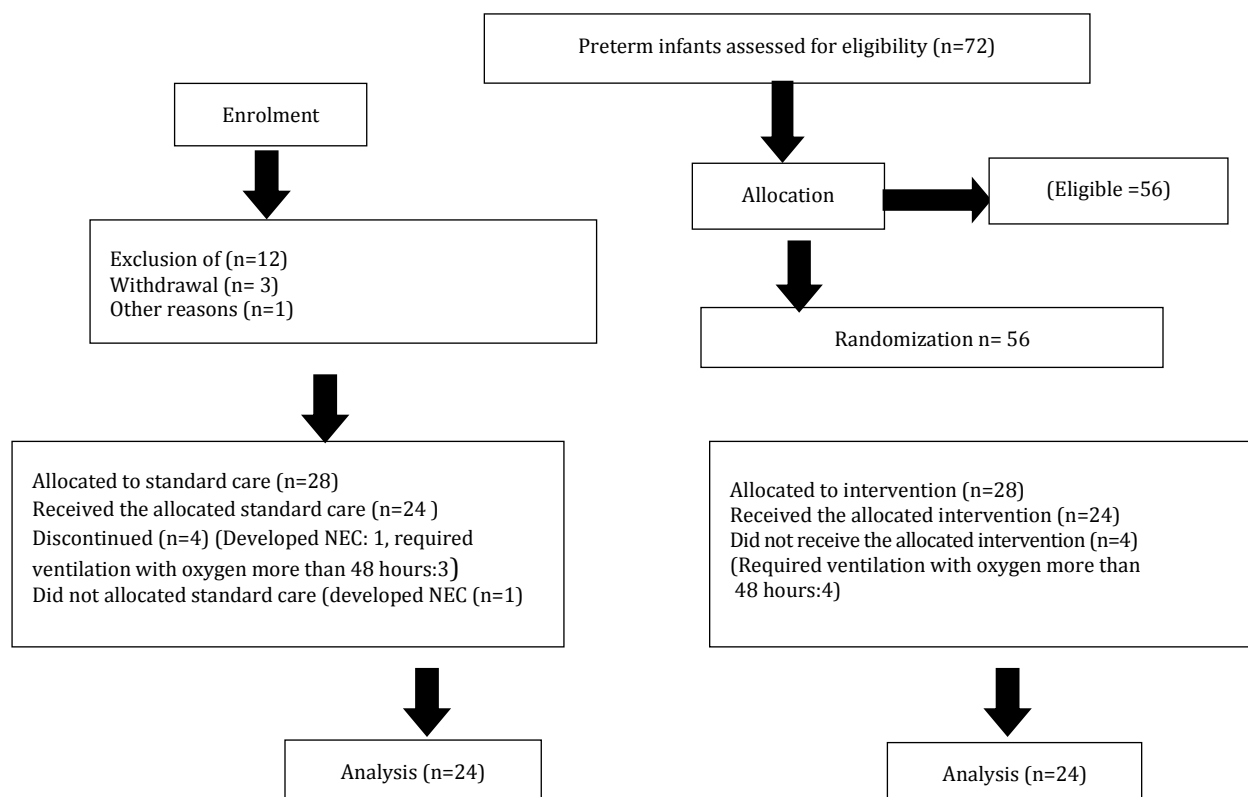 Preterm infants assessed for eligibility (n=72)
Enrolment
Allocation
(Eligible =56)
Exclusion of (n=12)
Withdrawal (n= 3)
Other reasons (n=1)
Randomization n= 56
Allocated to standard care (n=28)
Received the allocated standard care (n=24 )
Discontinued (n=4) (Developed NEC: 1, required
ventilation with oxygen more than 48 hours:3)
Did not allocated standard care (developed NEC (n=1)
Allocated to intervention (n=28)
Received the allocated intervention (n=24)
Did not receive the allocated intervention (n=4)
(Required ventilation with oxygen more than
48 hours:4)
Analysis (n=24)
Analysis (n=24)